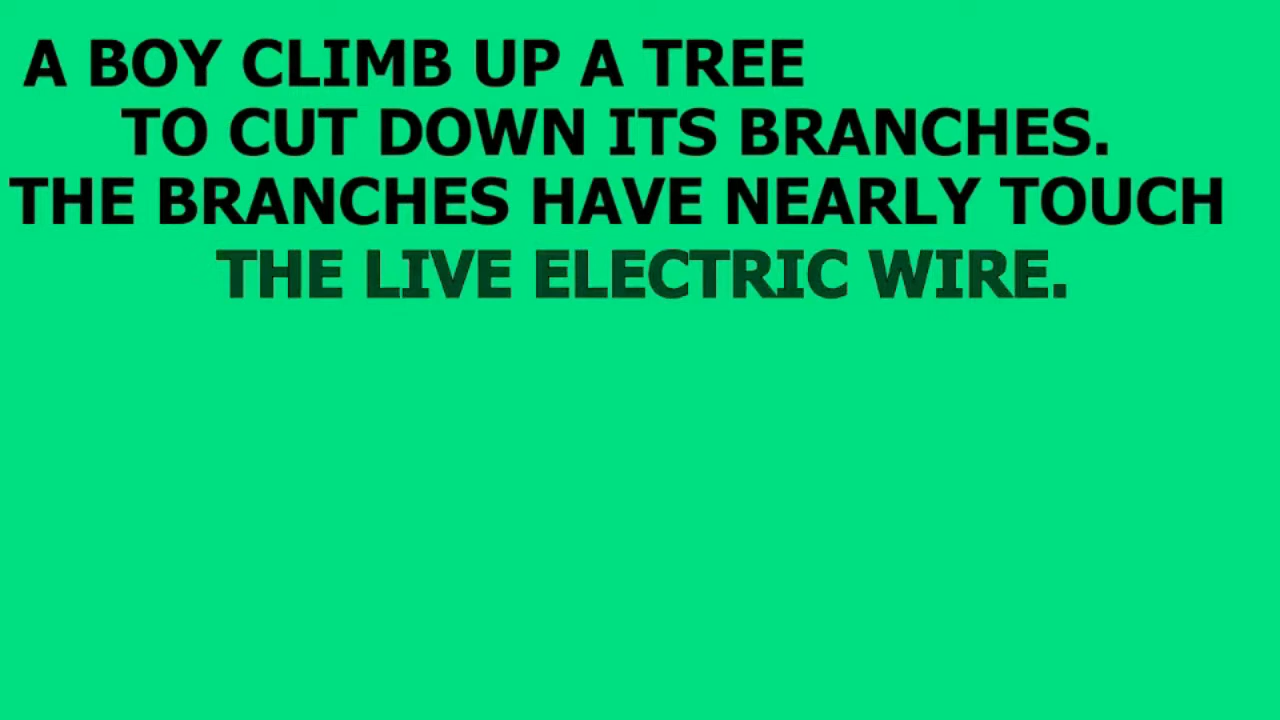 A BOY CLIMB UP A TREE
TO CUT DOWN ITS BRANCHES.
THE BRANCHES HAVE NEARLY TOUCH
THE LIVE ELECTRIC WIRE.